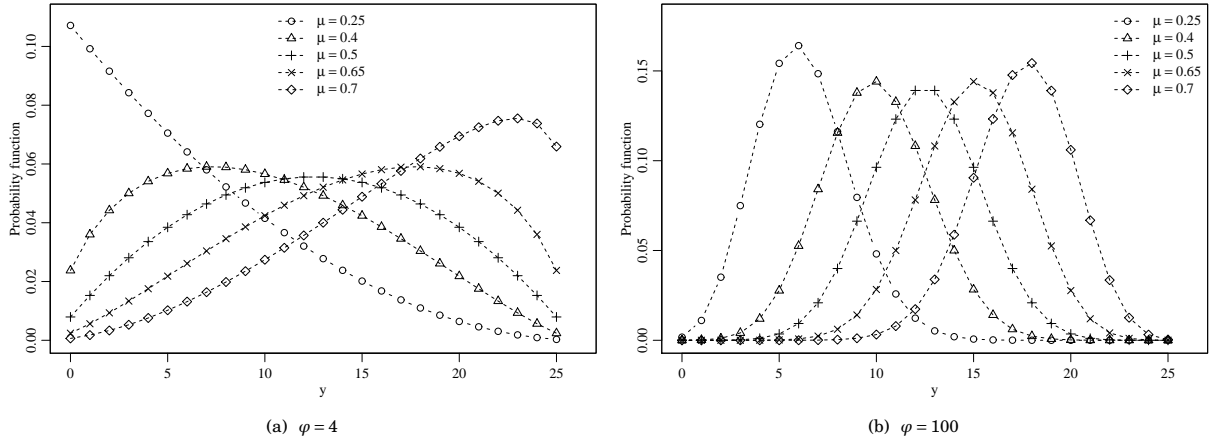 μ = 0.25
μ = 0.4
μ = 0.5
μ = 0.65
μ = 0.7
Probability function
0.00
0.02
0.04
0.06
0.08
0.10
0
5
10
15
20
25
y
(a) φ = 4
μ = 0.25
μ = 0.4
μ = 0.5
μ = 0.65
μ = 0.7
Probability function
0.00
0.05
0.10
0.15
0
5
10
15
20
25
y
(b) φ = 100